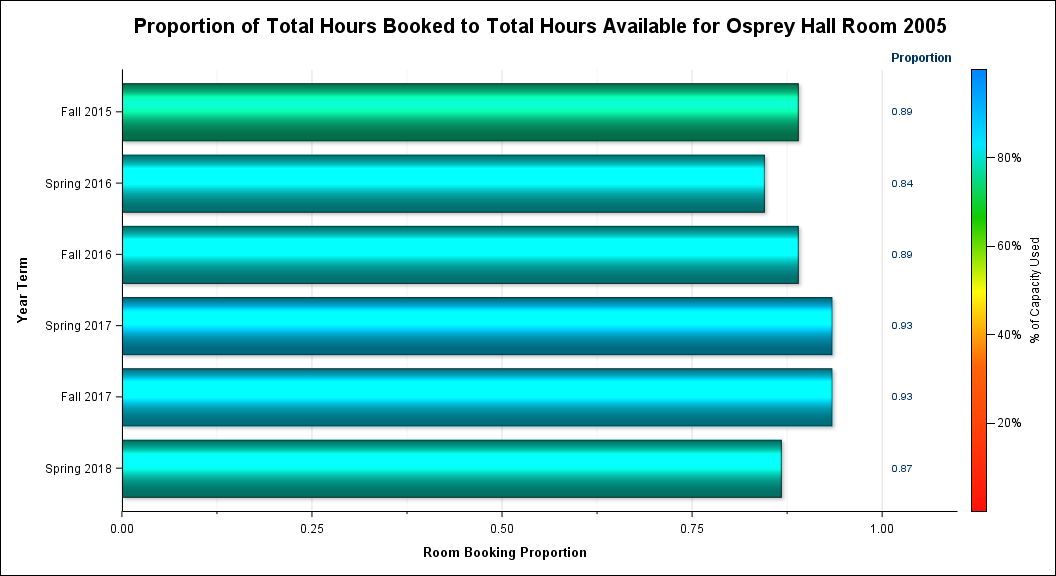 Proportion of Total Hours Booked to Total Hours Available for Osprey Hall Room 2005
Proportion
Fall 2015 0.89
Spring 2016 0.84
Fall 2016 0.89
Spring 2017 0.93
Fall 2017 0.93
Spring 2018 0.87
Year Term
0.00 0.25 0.50 0.75 1.00
Room Booking Proportion
80%
60%
40%
20%
% of Capacity Used